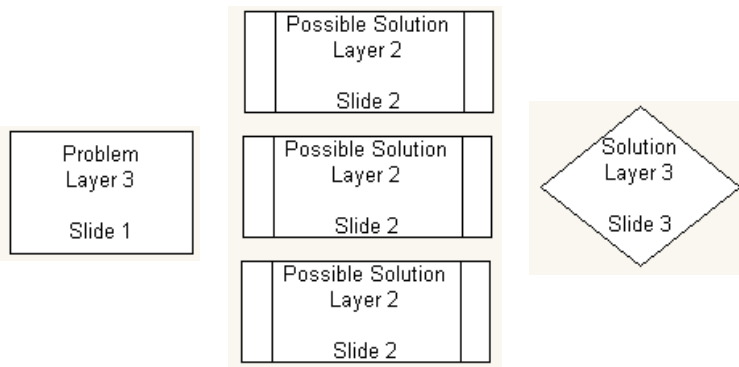 Problem
Layer 3
Slide 1
Possible Solution
Layer 2
Slide 2
Possible Solution
Layer 2
Slide 2
Possible Solution
Layer 2
Slide 2
Solution
Layer 3
Slide 3